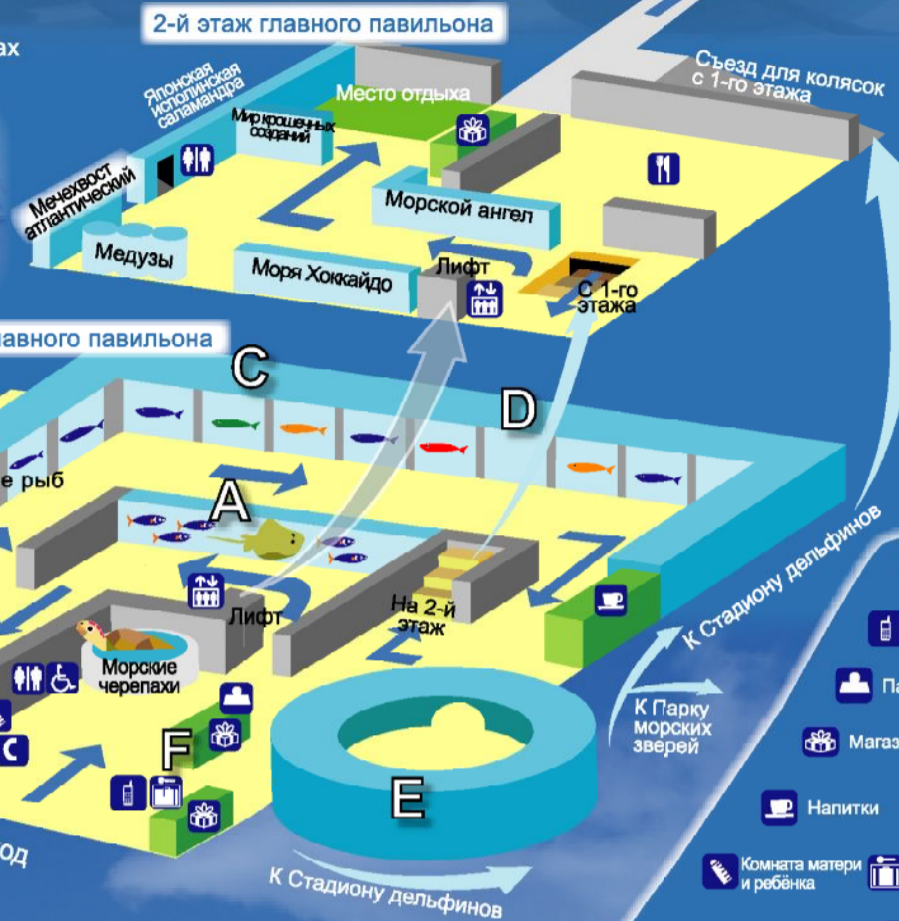 2-й этаж главного павильона
ах
Съезд для колясок
с 1-го этажа
Японская
исполинская
саламандра
Место отдыха
Мир крошечных
созданий
Мечехвост
атлантический
Морской ангел
Медузы
Моря Хоккайдо
Лифт
С 1-го
этажа
лавного павильона
C
D
е рыб
A
К Стадиону дельфинов
Лифт
На 2-й
этаж
Морские
черепахи
К Парку
морских
зверей
Па
C
F
Магаз
E
Напитки
од
К Стадиону дельфинов
Комната матери
и ребёнка